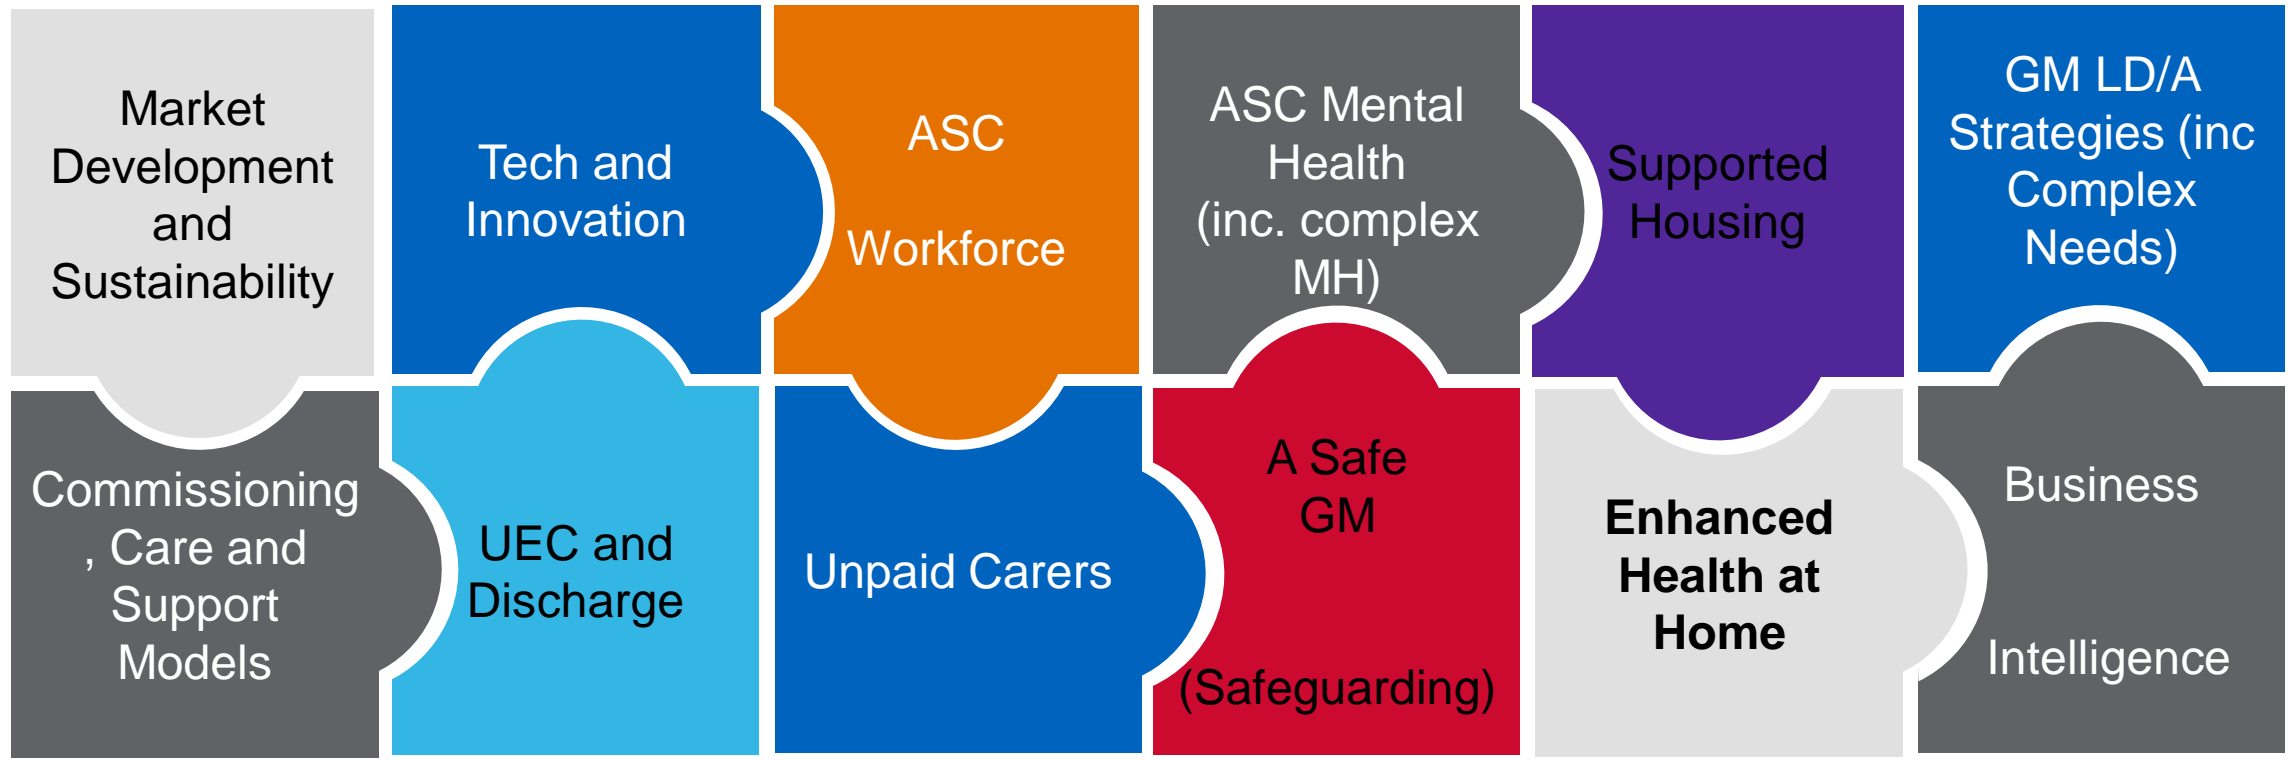 Market
Development
and
Sustainability
Tech and
Innovation
ASC
Workforce
ASC Mental
Health
(inc. complex
MH)
Supported
Housing
GM LD/A
Strategies (inc
Complex
Needs)
Commissioning
, Care and
Support
Models
UEC and
Discharge
Unpaid Carers
A Safe
GM
(Safeguarding)
Enhanced
Health at
Home
Business
Intelligence